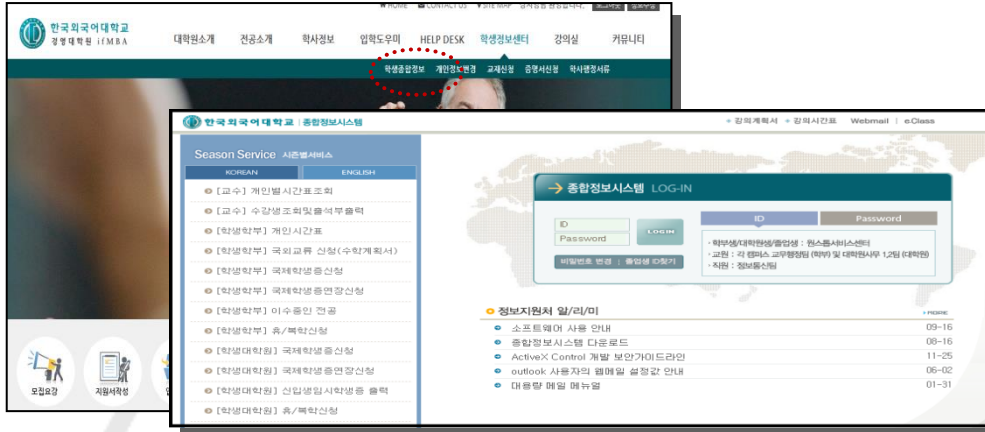 HOME CONTACT US SITE MAP
한국외국어대학교
경영대학원 ifMBA
대학원소개 전공소개 학사정보 입학도우미 HELP DESK 학생정보센터 강의실 커뮤니티
학생종합정보 개인정보변경 교재신청 증명서신청 학사행정서류
모집요강 지원서작성
한국외국어대학교 종합정보시스템
강의계획서 강의시간표 Webmail | e.Class
Season Service 시즌별서비스
KOREAN ENGLISH
[교수] 개인별시간표조회
[교수] 수강생조회및출석부출력
[학생학부] 개인시간표
[학생학부] 국외교류 신청(수학계획서)
[학생학부] 국제학생증신청
[학생학부] 국제학생증연장신청
[학생학부] 이수중인 전공
[학생학부] 휴/복학신청
[학생대학원] 국제학생증신청
[학생대학원] 국제학생증연장신청
[학생대학원] 신입생임시학생증 출력
[학생대학원] 휴/복학신청
종합정보시스템 LOG-IN
ID
Password
LOGIN
비밀번호 변경 | 졸업생 ID찾기
ID Password
· 학부생/대학원생/졸업생 : 원스톱서비스센터
· 교원 : 각 캠퍼스 교무행정팀 (학부) 및 대학원사무 1,2팀 (대학원)
· 직원 : 정보통신팀
정보지원처 알/리/미
MORE
소프트웨어 사용 안내 09-16
종합정보시스템 다운로드 08-16
ActiveX Control 개발 보안가이드라인 11-25
outlook 사용자의 웹메일 설정값 안내 06-02
대용량 메일 메뉴얼 01-31